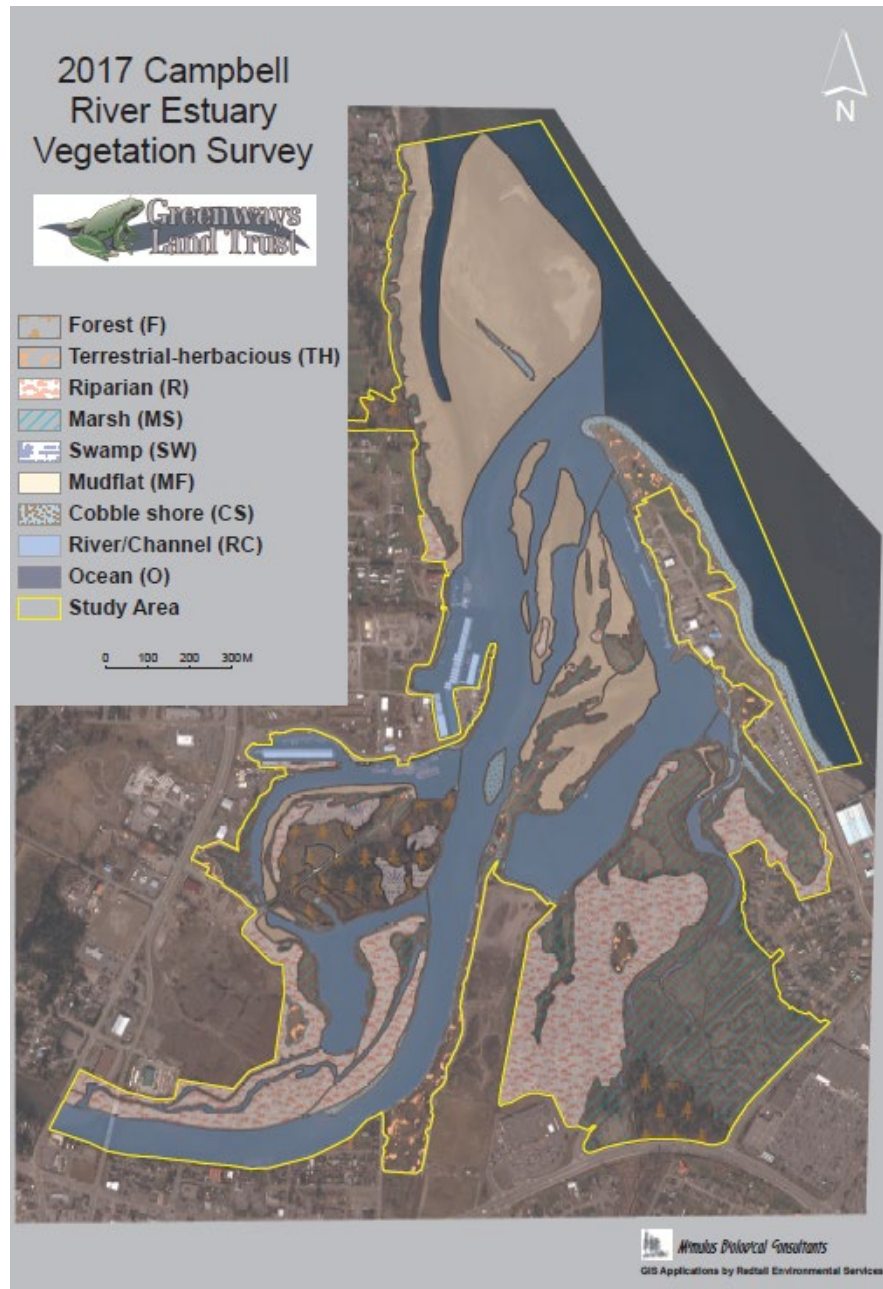 2017 Campbell
River Estuary
Vegetation Survey
Greenways
Land Trust
N
Forest (F)
Terrestrial-herbacious (TH)
Riparian (R)
Marsh (MS)
Swamp (SW)
Mudflat (MF)
Cobble shore (CS)
River/Channel (RC)
Ocean (O)
Study Area
0 100 200 300M
Mimulus Biological Consultants
GIS Applications by Redtail Environmental Services